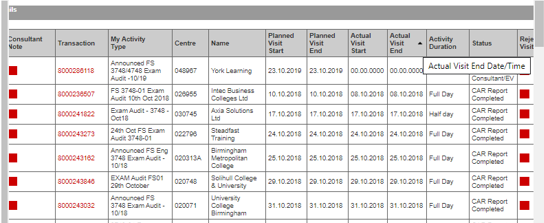 ils
Consultant Note
Transaction
My Activity Type
Centre
Name
Planned Visit Start
Planned Visit End
Actual Visit Start
Actual Visit End
Activity Duration
Status
Reje Visit
8000286118
Announced FS 3748/4748 Exam Audit -10/19
048967
York Learning
23.10.2019
23.10.2019
00.00.0000
00.00.000
Actual Visit End Date/Time
Consultant/EV
8000236507
FS 3748-01 Exam Audit 10th Oct 2018
026955
Intec Business Colleges Ltd
10.10.2018
10.10.2018
08.10.2018
08.10.2018
Full Day
CAR Report Completed
8000241822
Exam Audit - 3748 - Oct18
030745
Axia Solutions Ltd
17.10.2018
17.10.2018
17.10.2018
17.10.2018
Half day
CAR Report Completed
8000243273
24th Oct FS Exam Audit 3748-01
022796
Steadfast Training
24.10.2018
24.10.2018
24.10.2018
24.10.2018
Full Day
CAR Report Completed
8000243162
Announced FS Eng 3748 Exam Audit - 10/18
020313A
Birmingham Metropolitan College
25.10.2018
25.10.2018
25.10.2018
25.10.2018
Full Day
CAR Report Completed
8000243846
EXAM Audit FS01 29th October
020748
Solihull College & University
29.10.2018
29.10.2018
29.10.2018
29.10.2018
Full Day
CAR Report Completed
8000243032
Announced FS 3748 Exam Audit - 10/18
020071
University College Birmingham
31.10.2018
31.10.2018
31.10.2018
31.10.2018
Full Day
CAR Report Completed